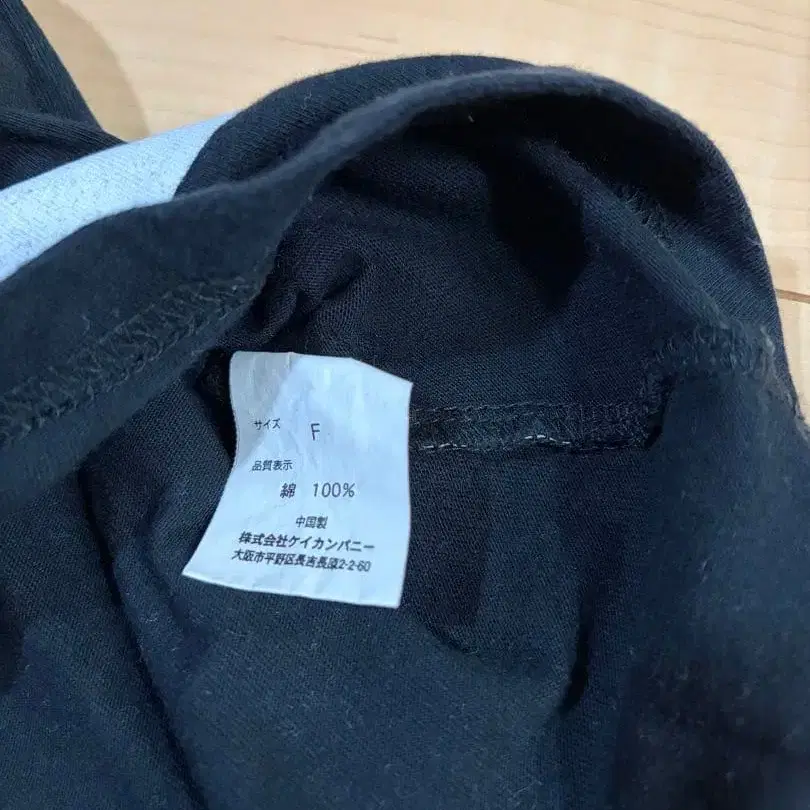 サイズ F
品質表示
綿 100%
中国製
株式会社ケイカンパニー
大阪市平野区長吉長原2-2-60